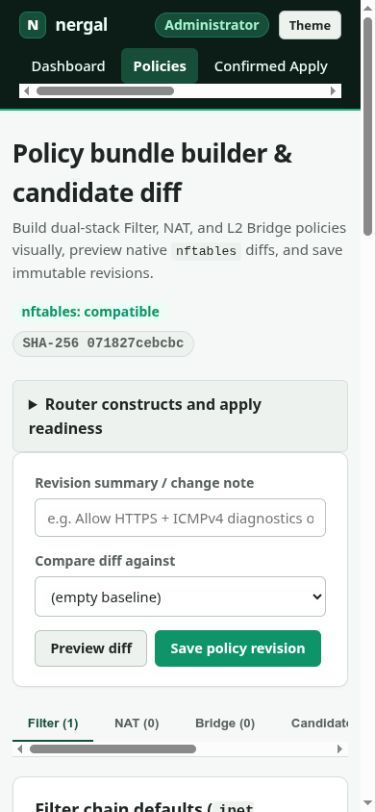 N nergal Administrator Theme
Dashboard Policies Confirmed Apply
Policy bundle builder &
candidate diff
Build dual-stack Filter, NAT, and L2 Bridge policies
visually, preview native nftables diffs, and save
immutable revisions.
nftables: compatible
SHA-256 071827cebcbc
▶ Router constructs and apply
readiness
Revision summary / change note
e.g. Allow HTTPS + ICMPv4 diagnostics o
Compare diff against
(empty baseline)
Preview diff Save policy revision
Filter (1) NAT (0) Bridge (0) Candidate
Filter chain defaults ( inet